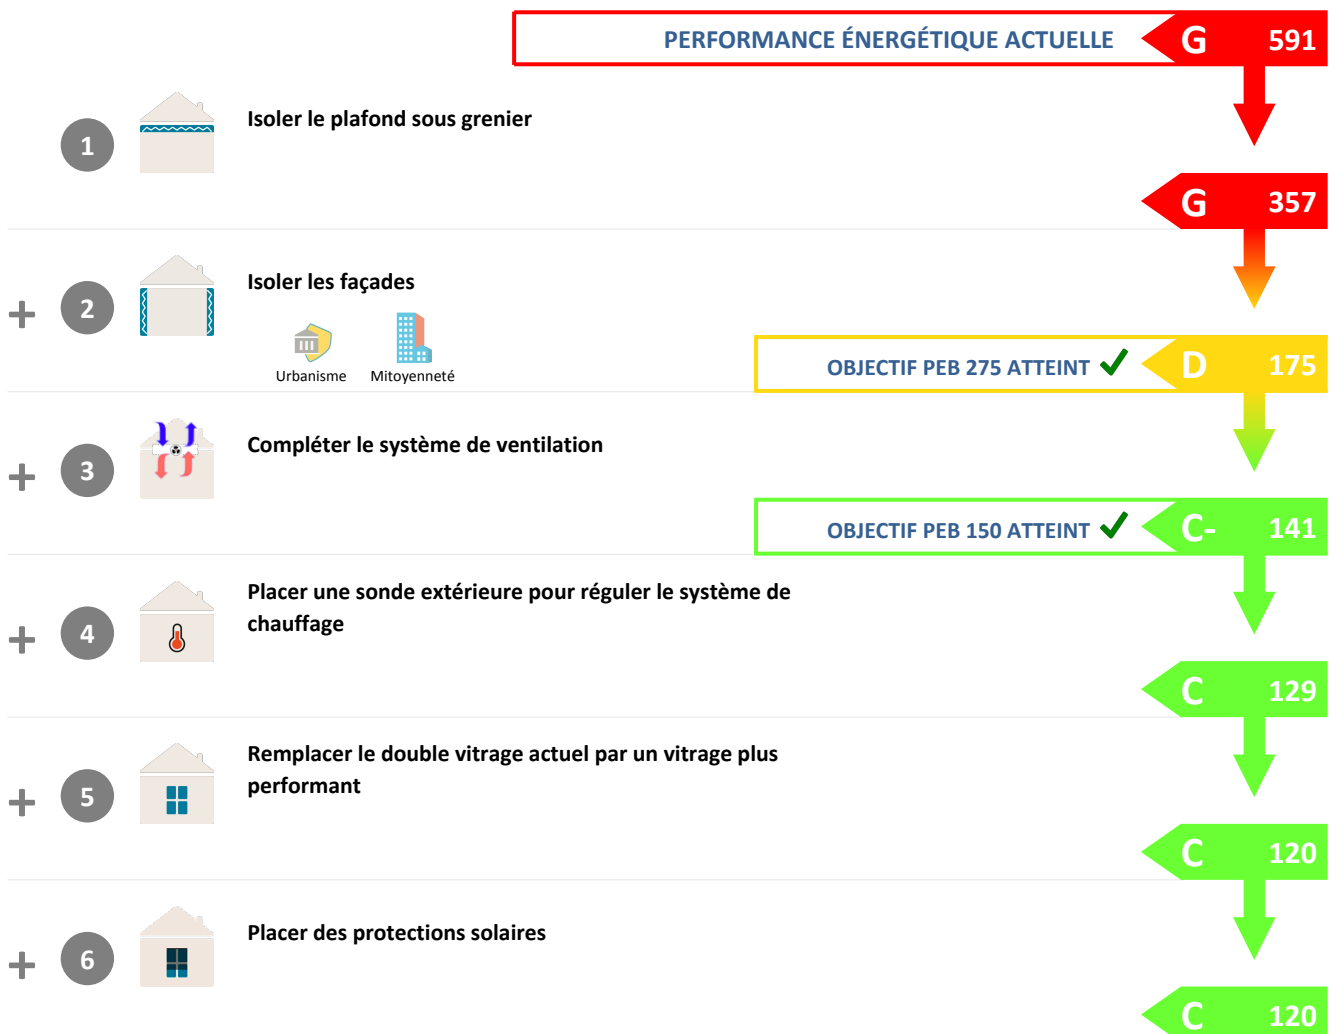 PERFORMANCE ÉNERGÉTIQUE ACTUELLE G 591
1 Isoler le plafond sous grenier
G 357
+ 2 Isoler les façades
Urbanisme Mitoyenneté
OBJECTIF PEB 275 ATTEINT ✓ D 175
+ 3 Compléter le système de ventilation
OBJECTIF PEB 150 ATTEINT ✓ C- 141
+ 4 Placer une sonde extérieure pour réguler le système de
chauffage
C 129
+ 5 Remplacer le double vitrage actuel par un vitrage plus
performant
C 120
+ 6 Placer des protections solaires
C 120